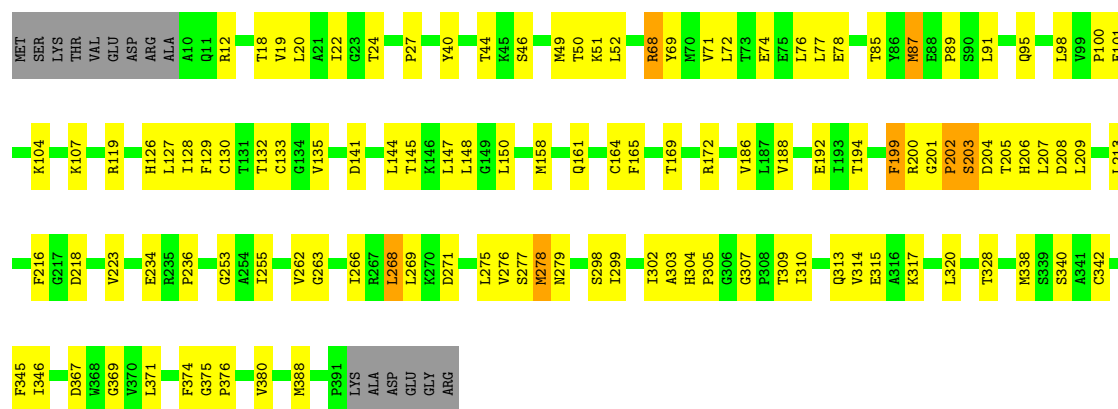 MET SER LYS THR VAL GLU ASP ARG ALA A10 Q11 R12 T18 V19 L20 A21 I22 G23 T24 P27 Y40 T44 K45 S46 M49 T50 K51 L52 R68 Y69 M70 V71 L72 T73 E74 E75 L76 L77 E78 T85 Y86 M87 E88 P89 S90 L91 Q95 L98 V99 P100
K104 K107 R119 H126 L127 I128 F129 C130 T131 T132 C133 G134 V135 D141 L144 T145 K146 L147 L148 G149 L150 M158 Q161 C164 F165 T169 R172 V186 L187 V188 E192 I193 T194 F199 R200 G201 P202 S203 D204 T205 H206 L207 D208 L209
F216 G217 D218 V223 E234 R235 P236 G253 A254 I255 V262 G263 I266 R267 L268 L269 K270 D271 L275 V276 S277 M278 N279 S298 I299 I302 A303 H304 P305 G306 G307 P308 T309 I310 Q313 V314 E315 A316 K317 L320 T328 M338 S339 S340 A341 C342
F345 I346 D367 W368 G369 V370 L371 F374 G375 P376 V380 M388 P391 LYS ALA ASP GLU GLY ARG